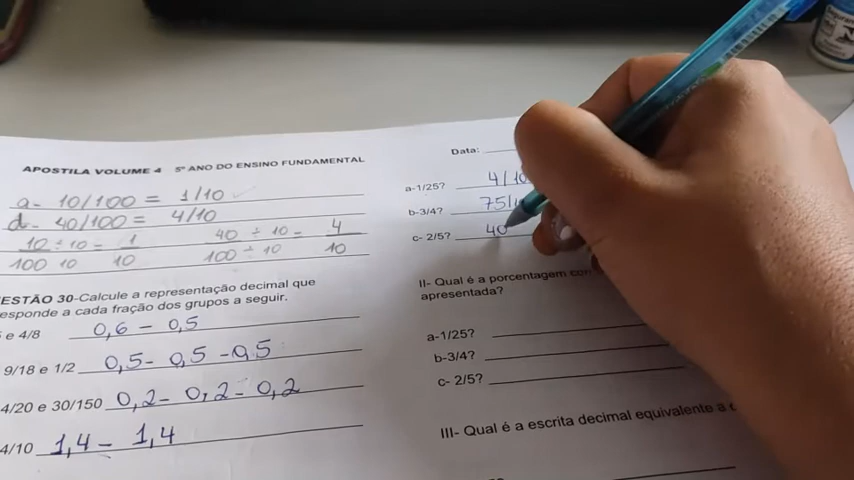 APOSTILA VOLUME 4 5º ANO DO ENSINO FUNDAMENTAL
a- 10/100 = 1/10
d- 40/100 = 4/10
10 ÷ 10 = 1 40 ÷ 10 = 4
100 10 10 100 ÷ 10 10
ESTÃO 30-Calcule a representação decimal que
esponde a cada fração dos grupos a seguir.
e 4/8 0,6 - 0,5
9/18 e 1/2 0,5- 0,5 - 0,5
4/20 e 30/150 0,2- 0,2- 0,2
4/10 1,4 - 1,4
Data:
a-1/25? 4/10
b-3/4? 75/
c- 2/5? 40
II- Qual é a porcentagem
apresentada?
a-1/25?
b-3/4?
c- 2/5?
III- Qual é a escrita decimal equivalente a